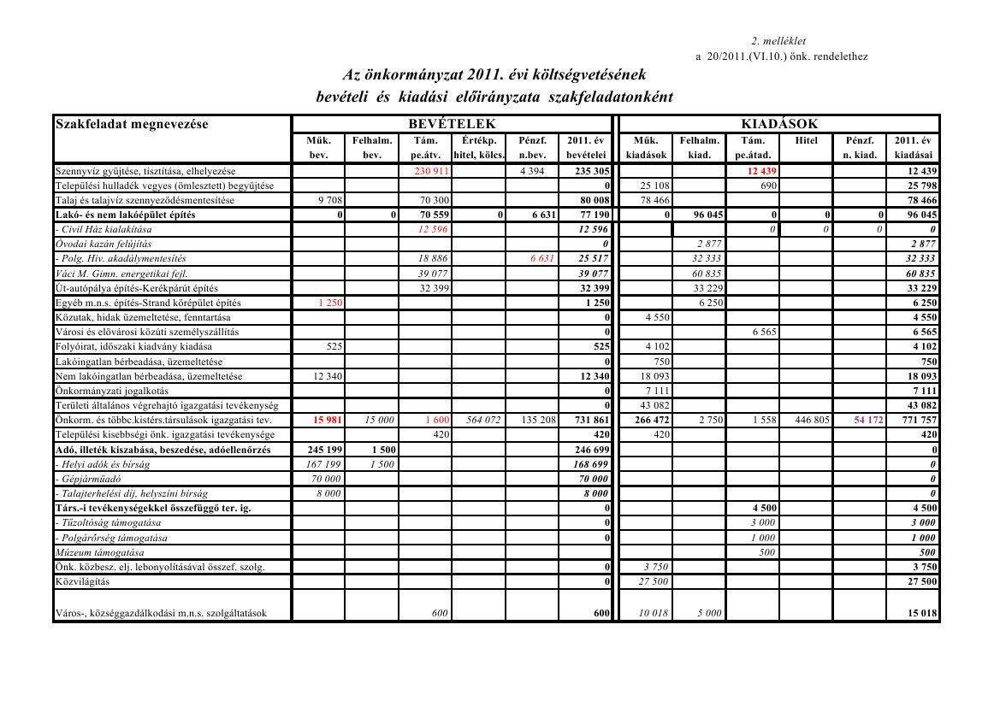 2. melléklet
a 20/2011.(VI.10.) önk. rendelethez
Az önkormányzat 2011. évi költségvetésének
bevételi és kiadási előirányzata szakfeladatonként
Szakfeladat megnevezése BEVÉTELEK KIADÁSOK
Műk. Felhalm. Tám. Értékp. Pénzf. 2011. év Műk. Felhalm. Tám. Hitel Pénzf. 2011. év
bev. bev. pe.átv. hitel, kölcs. n.bev. bevételei kiadások kiad. pe.átad. n. kiad. kiadásai
Szennyvíz gyűjtése, tisztítása, elhelyezése 230 911 4 394 235 305 12 439 12 439
Települési hulladék vegyes (ömlesztett) begyűjtése 0 25 108 690 25 798
Talaj és talajvíz szennyeződésmentesítése 9 708 70 300 80 008 78 466 78 466
Lakó- és nem lakóépület építés 0 0 70 559 0 6 631 77 190 0 96 045 0 0 0 96 045
- Civil Ház kialakítása 12 596 12 596 0 0 0 0
Óvodai kazán felújítás 0 2 877 2 877
- Polg. Hiv. akadálymentesítés 18 886 6 631 25 517 32 333 32 333
Váci M. Gimn. energetikai fejl. 39 077 39 077 60 835 60 835
Út-autópálya építés-Kerékpárút építés 32 399 32 399 33 229 33 229
Egyéb m.n.s. építés-Strand körépület építés 1 250 1 250 6 250 6 250
Közutak, hidak üzemeltetése, fenntartása 0 4 550 4 550
Városi és elővárosi közúti személyszállítás 0 6 565 6 565
Folyóirat, időszaki kiadvány kiadása 525 525 4 102 4 102
Lakóingatlan bérbeadása, üzemeltetése 0 750 750
Nem lakóingatlan bérbeadása, üzemeltetése 12 340 12 340 18 093 18 093
Önkormányzati jogalkotás 0 7 111 7 111
Területi általános végrehajtó igazgatási tevékenység 0 43 082 43 082
Önkorm. és többc.kistérs.társulások igazgatási tev. 15 981 15 000 1 600 564 072 135 208 731 861 266 472 2 750 1 558 446 805 54 172 771 757
Települési kisebbségi önk. igazgatási tevékenysége 420 420 420 420
Adó, illeték kiszabása, beszedése, adóellenőrzés 245 199 1 500 246 699 0
- Helyi adók és bírság 167 199 1 500 168 699 0
- Gépjárműadó 70 000 70 000 0
- Talajterhelési díj, helyszíni bírság 8 000 8 000 0
Társ.-i tevékenységekkel összefüggő ter. ig. 0 4 500 4 500
- Tűzoltóság támogatása 0 3 000 3 000
- Polgárőrség támogatása 0 1 000 1 000
Múzeum támogatása 500 500
Önk. közbesz. elj. lebonyolításával összef. szolg. 0 3 750 3 750
Közvilágítás 0 27 500 27 500
Város-, községgazdálkodási m.n.s. szolgáltatások 600 600 10 018 5 000 15 018